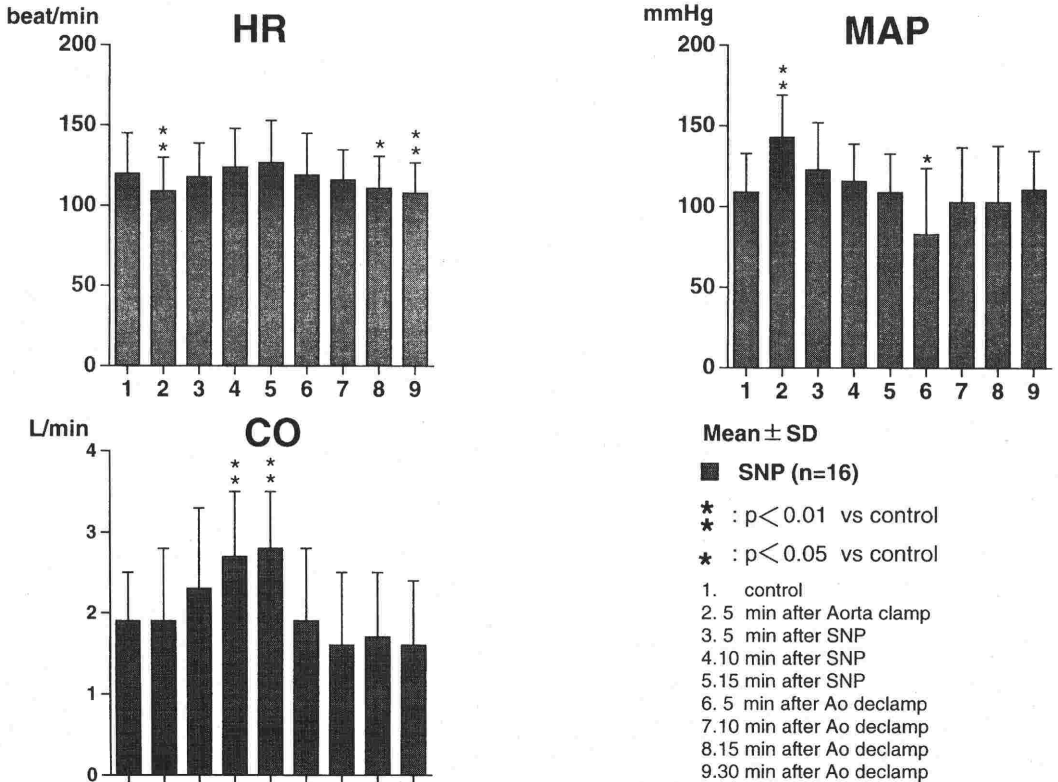 beat/min
HR
200
150
100
50
0
* *
*
* *
1 2 3 4 5 6 7 8 9
mmHg
MAP
200
150
100
50
0
* *
*
1 2 3 4 5 6 7 8 9
L/min
CO
4
3
2
1
0
* *
* *
Mean ± SD
SNP (n=16)
* * : p< 0.01 vs control
* : p< 0.05 vs control
1. control
2. 5 min after Aorta clamp
3. 5 min after SNP
4.10 min after SNP
5.15 min after SNP
6. 5 min after Ao declamp
7.10 min after Ao declamp
8.15 min after Ao declamp
9.30 min after Ao declamp